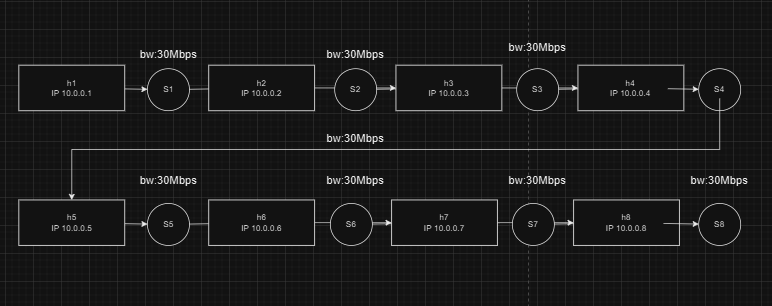 bw:30Mbps
bw:30Mbps
bw:30Mbps
h1
IP 10.0.0.1
S1
h2
IP 10.0.0.2
S2
h3
IP 10.0.0.3
S3
h4
IP 10.0.0.4
S4
bw:30Mbps
bw:30Mbps
bw:30Mbps
bw:30Mbps
bw:30Mbps
h5
IP 10.0.0.5
S5
h6
IP 10.0.0.6
S6
h7
IP 10.0.0.7
S7
h8
IP 10.0.0.8
S8